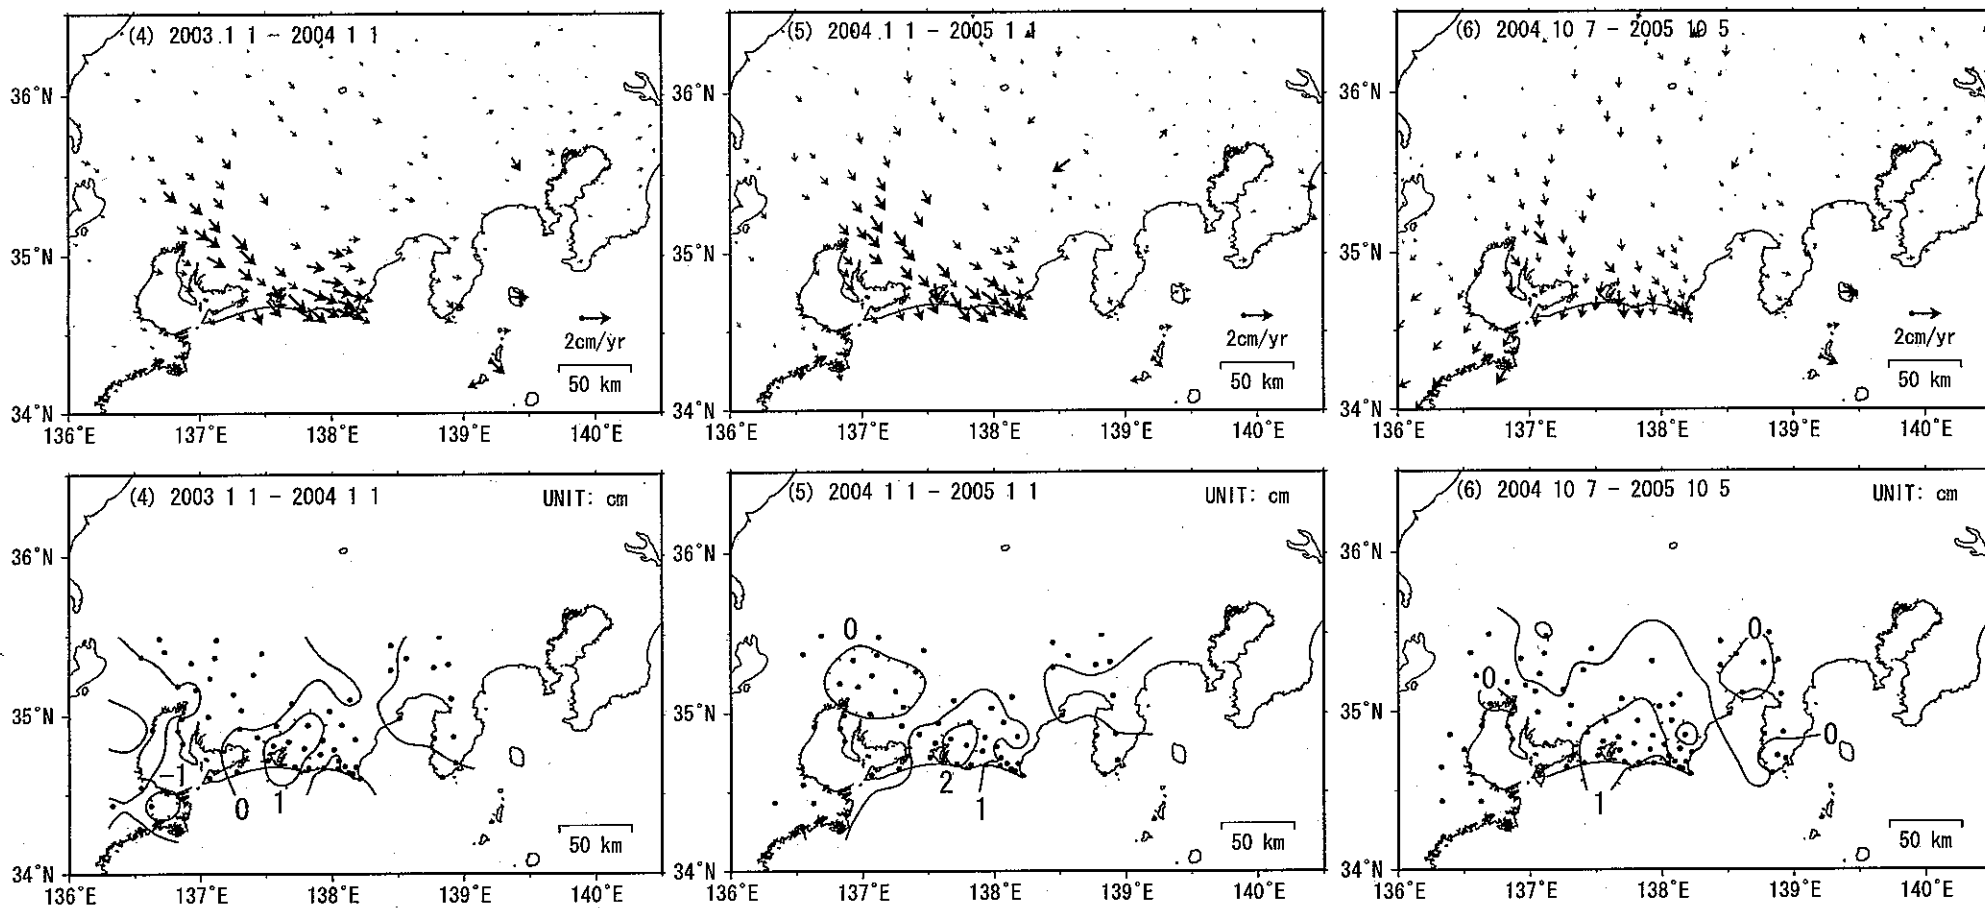 (4) 2003 1 1 - 2004 1 1
36°N
35°N
34°N
2cm/yr
50 km
136°E 137°E 138°E 139°E 140°E
(5) 2004 1 1 - 2005 1 1
36°N
35°N
34°N
2cm/yr
50 km
136°E 137°E 138°E 139°E 140°E
(6) 2004 10 7 - 2005 10 5
36°N
35°N
34°N
2cm/yr
50 km
136°E 137°E 138°E 139°E 140°E
(4) 2003 1 1 - 2004 1 1 UNIT: cm
36°N
35°N
-1
0 1
34°N
50 km
136°E 137°E 138°E 139°E 140°E
(5) 2004 1 1 - 2005 1 1 UNIT: cm
36°N
0
35°N
2 1
34°N
50 km
136°E 137°E 138°E 139°E 140°E
(6) 2004 10 7 - 2005 10 5 UNIT: cm
36°N
0
0
35°N
0
1
34°N
50 km
136°E 137°E 138°E 139°E 140°E